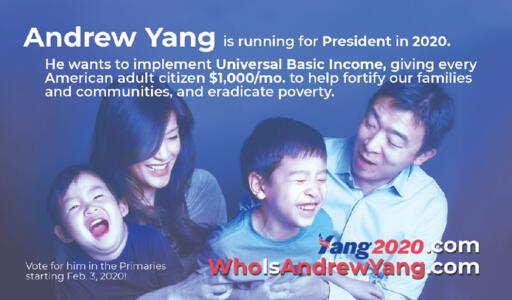 Andrew Yang is running for President in 2020.
He wants to implement Universal Basic Income, giving every
American adult citizen $1,000/mo. to help fortify our families
and communities, and eradicate poverty.
Yang2020.com
WhoIsAndrewYang.com
Vote for him in the Primaries
starting Feb. 3, 2020!